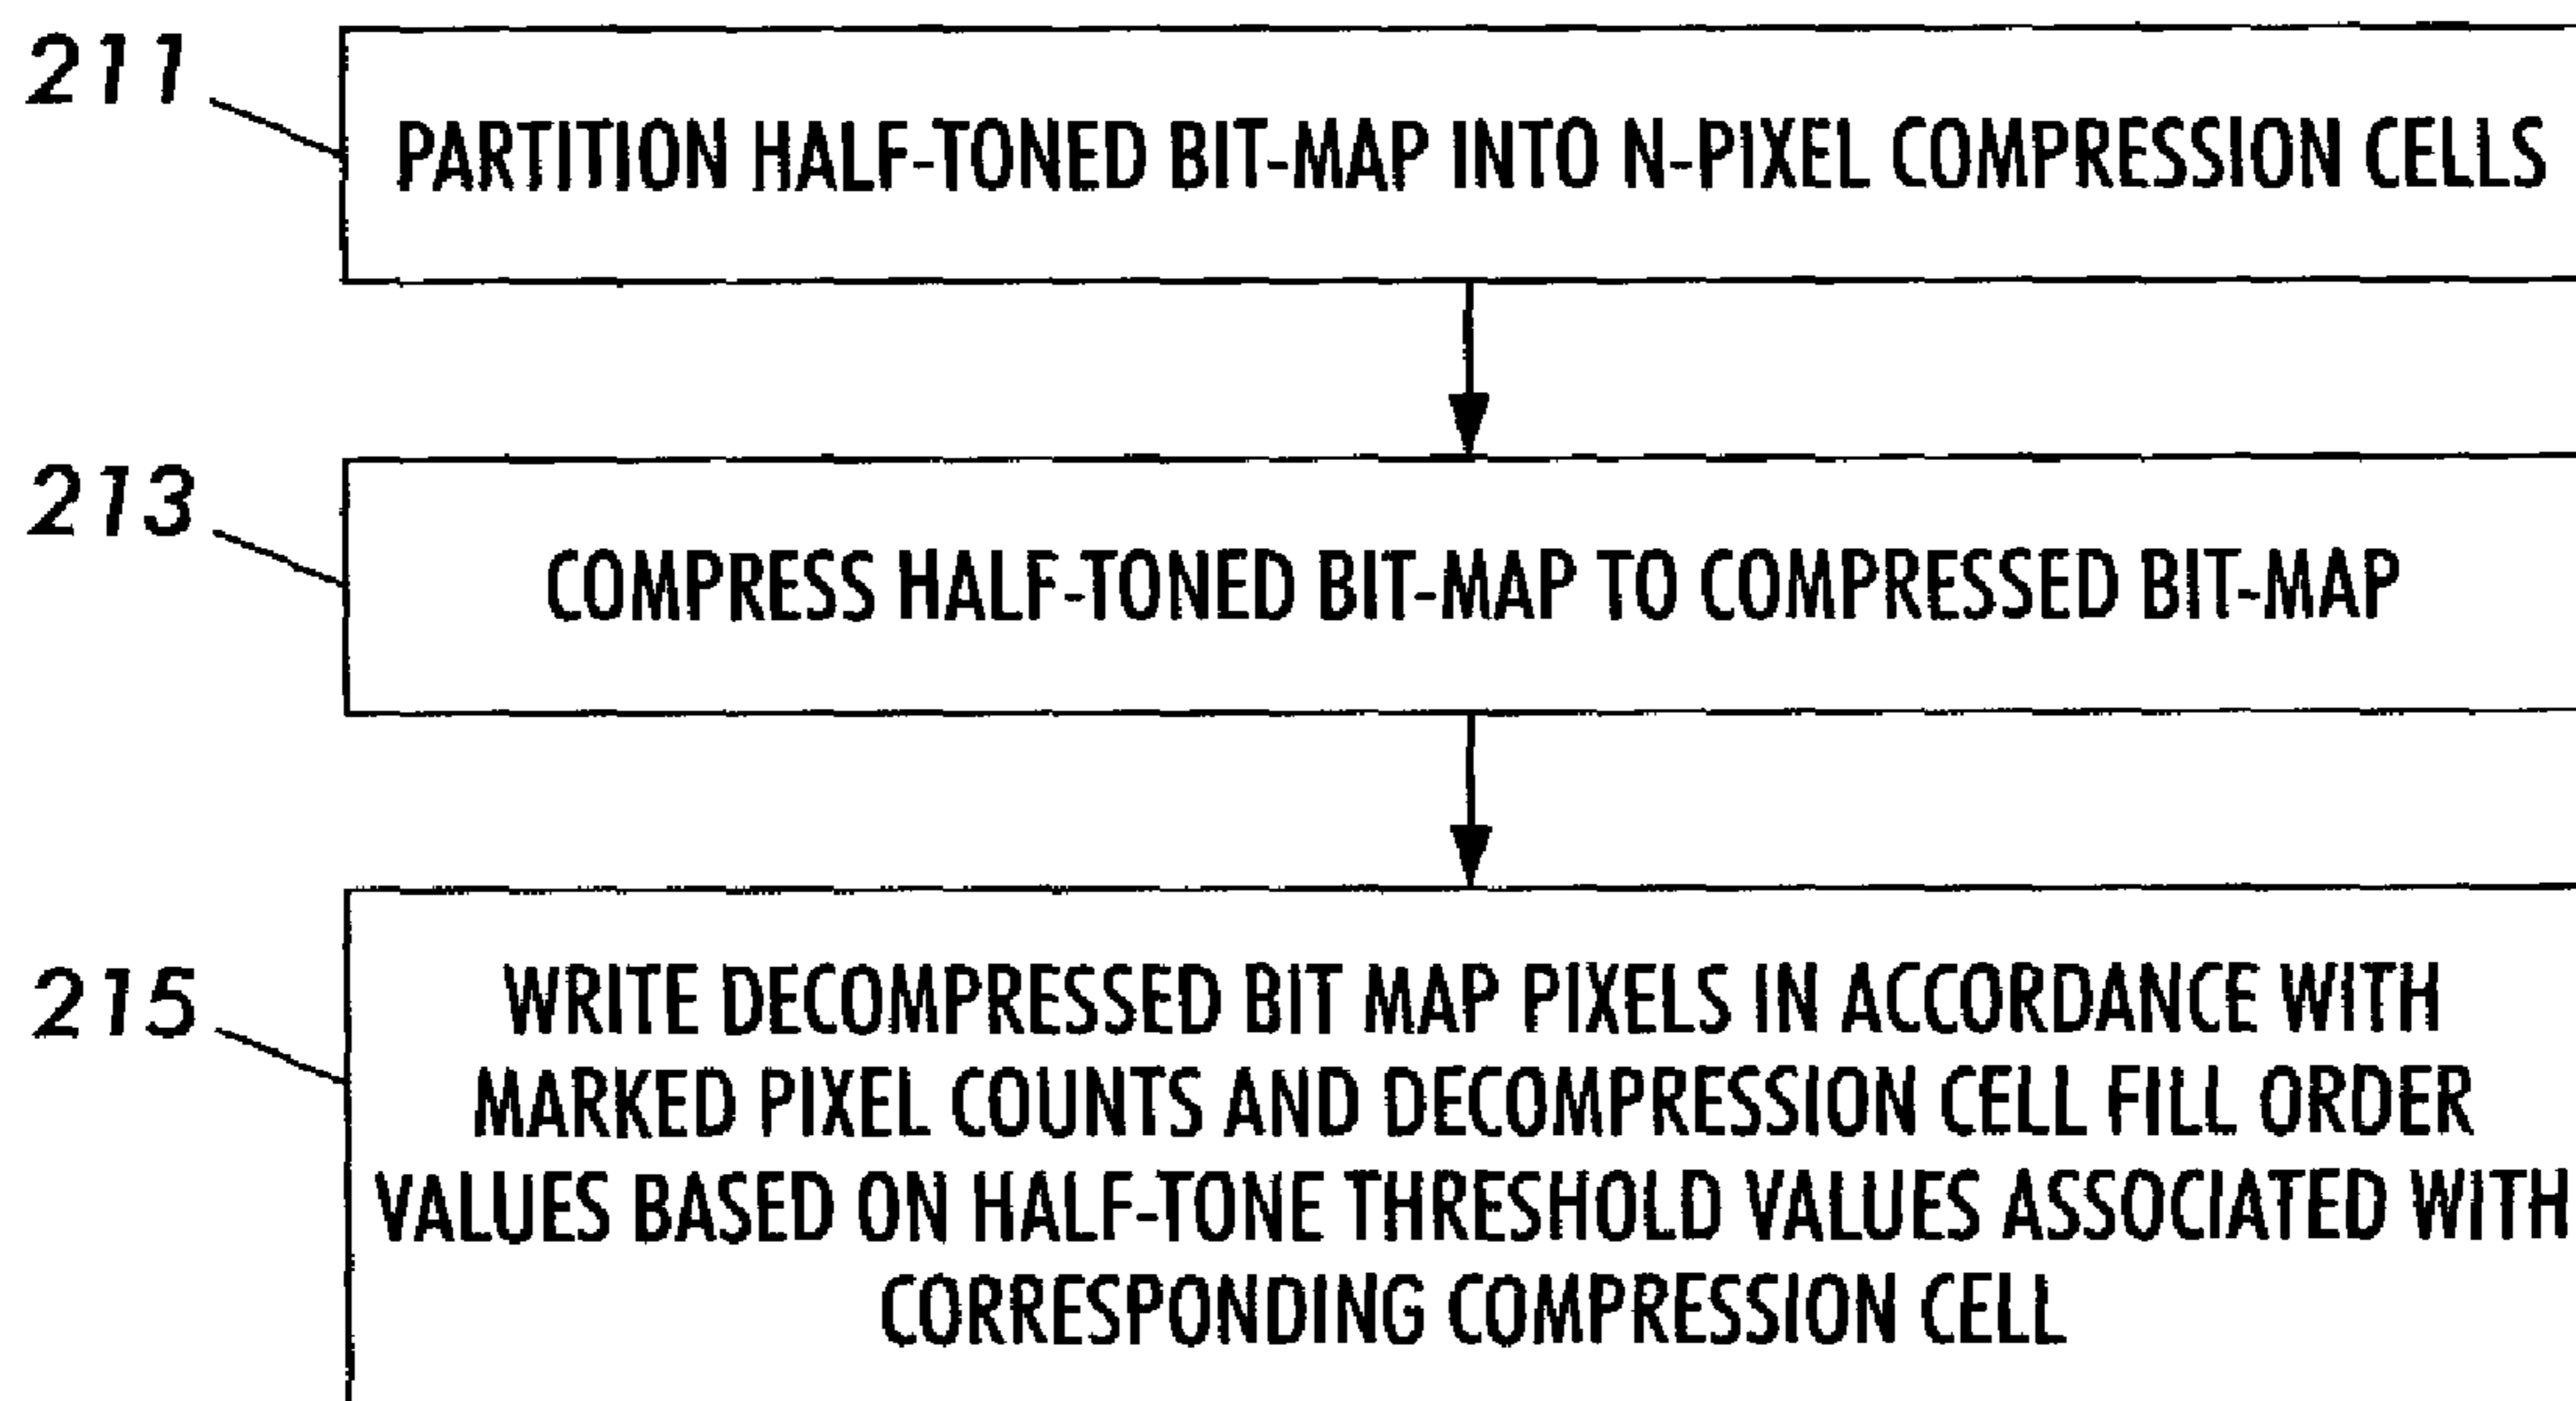 211
PARTITION HALF-TONED BIT-MAP INTO N-PIXEL COMPRESSION CELLS
213
COMPRESS HALF-TONED BIT-MAP TO COMPRESSED BIT-MAP
215
WRITE DECOMPRESSED BIT MAP PIXELS IN ACCORDANCE WITH
MARKED PIXEL COUNTS AND DECOMPRESSION CELL FILL ORDER
VALUES BASED ON HALF-TONE THRESHOLD VALUES ASSOCIATED WITH
CORRESPONDING COMPRESSION CELL